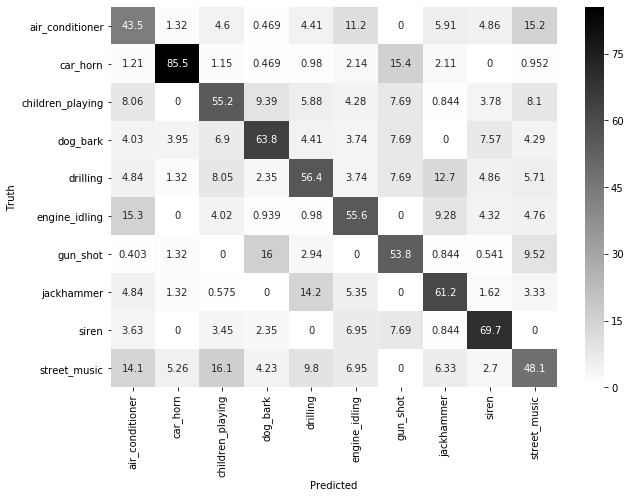 air_conditioner 43.5 1.32 4.6 0.469 4.41 11.2 0 5.91 4.86 15.2
car_horn 1.21 85.5 1.15 0.469 0.98 2.14 15.4 2.11 0 0.952
children_playing 8.06 0 55.2 9.39 5.88 4.28 7.69 0.844 3.78 8.1
dog_bark 4.03 3.95 6.9 63.8 4.41 3.74 7.69 0 7.57 4.29
drilling 4.84 1.32 8.05 2.35 56.4 3.74 7.69 12.7 4.86 5.71
engine_idling 15.3 0 4.02 0.939 0.98 55.6 0 9.28 4.32 4.76
gun_shot 0.403 1.32 0 16 2.94 0 53.8 0.844 0.541 9.52
jackhammer 4.84 1.32 0.575 0 14.2 5.35 0 61.2 1.62 3.33
siren 3.63 0 3.45 2.35 0 6.95 7.69 0.844 69.7 0
street_music 14.1 5.26 16.1 4.23 9.8 6.95 0 6.33 2.7 48.1
Truth
air_conditioner car_horn children_playing dog_bark drilling engine_idling gun_shot jackhammer siren street_music
Predicted
75
60
45
30
15
0